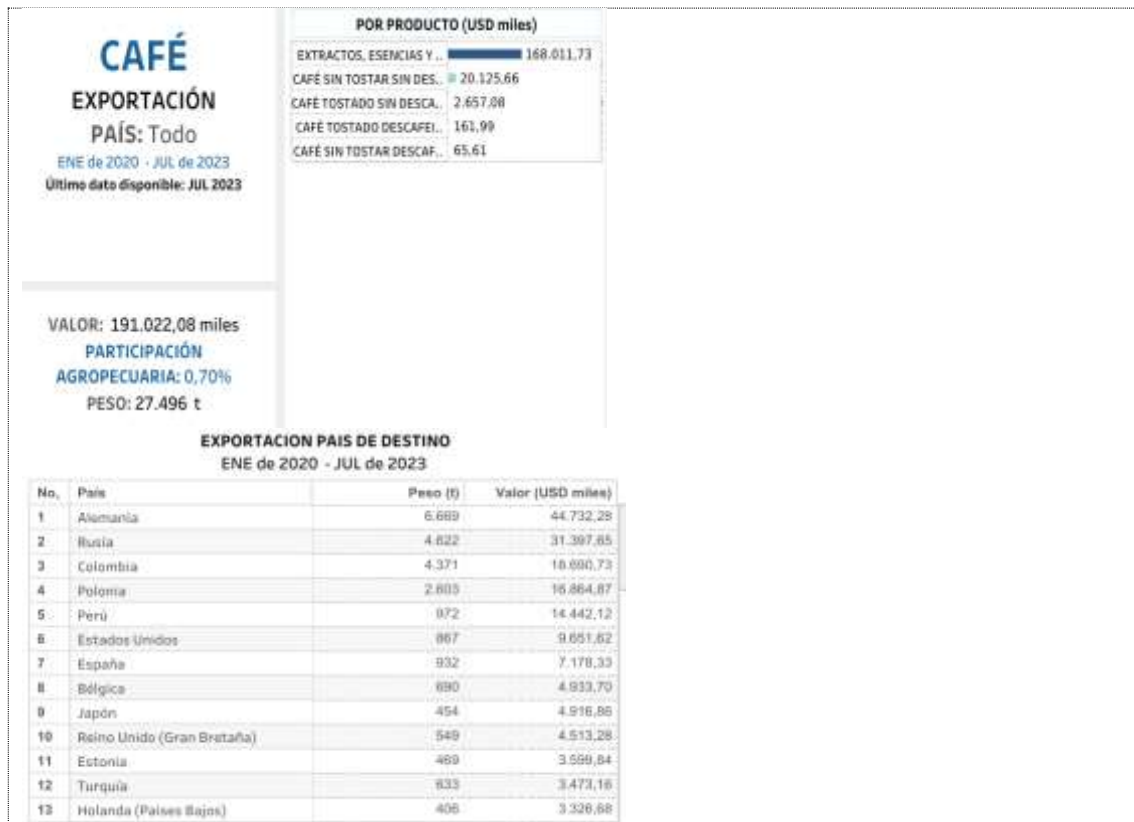 CAFÉ
EXPORTACIÓN
PAÍS: Todo
ENE de 2020 - JUL de 2023
Último dato disponible: JUL 2023
VALOR: 191.022,08 miles
PARTICIPACIÓN
AGROPECUARIA: 0,70%
PESO: 27.496 t
POR PRODUCTO (USD miles)
EXTRACTOS, ESENCIAS Y .. 168.011,73
CAFÉ SIN TOSTAR SIN DES.. 20.125,66
CAFÉ TOSTADO SIN DESCA.. 2.657,08
CAFÉ TOSTADO DESCAFEI.. 161,99
CAFÉ SIN TOSTAR DESCAF.. 65,61
EXPORTACION PAIS DE DESTINO
ENE de 2020 - JUL de 2023
No. País Peso (t) Valor (USD miles)
1 Alemania 6.669 44.732,28
2 Rusia 4.622 31.397,65
3 Colombia 4.371 18.690,73
4 Polonia 2.603 16.864,87
5 Perú 972 14.442,12
6 Estados Unidos 867 9.651,62
7 España 932 7.178,33
8 Bélgica 690 4.933,70
9 Japón 454 4.916,86
10 Reino Unido (Gran Bretaña) 549 4.513,28
11 Estonia 469 3.599,84
12 Turquía 633 3.473,16
13 Holanda (Países Bajos) 406 3.326,68